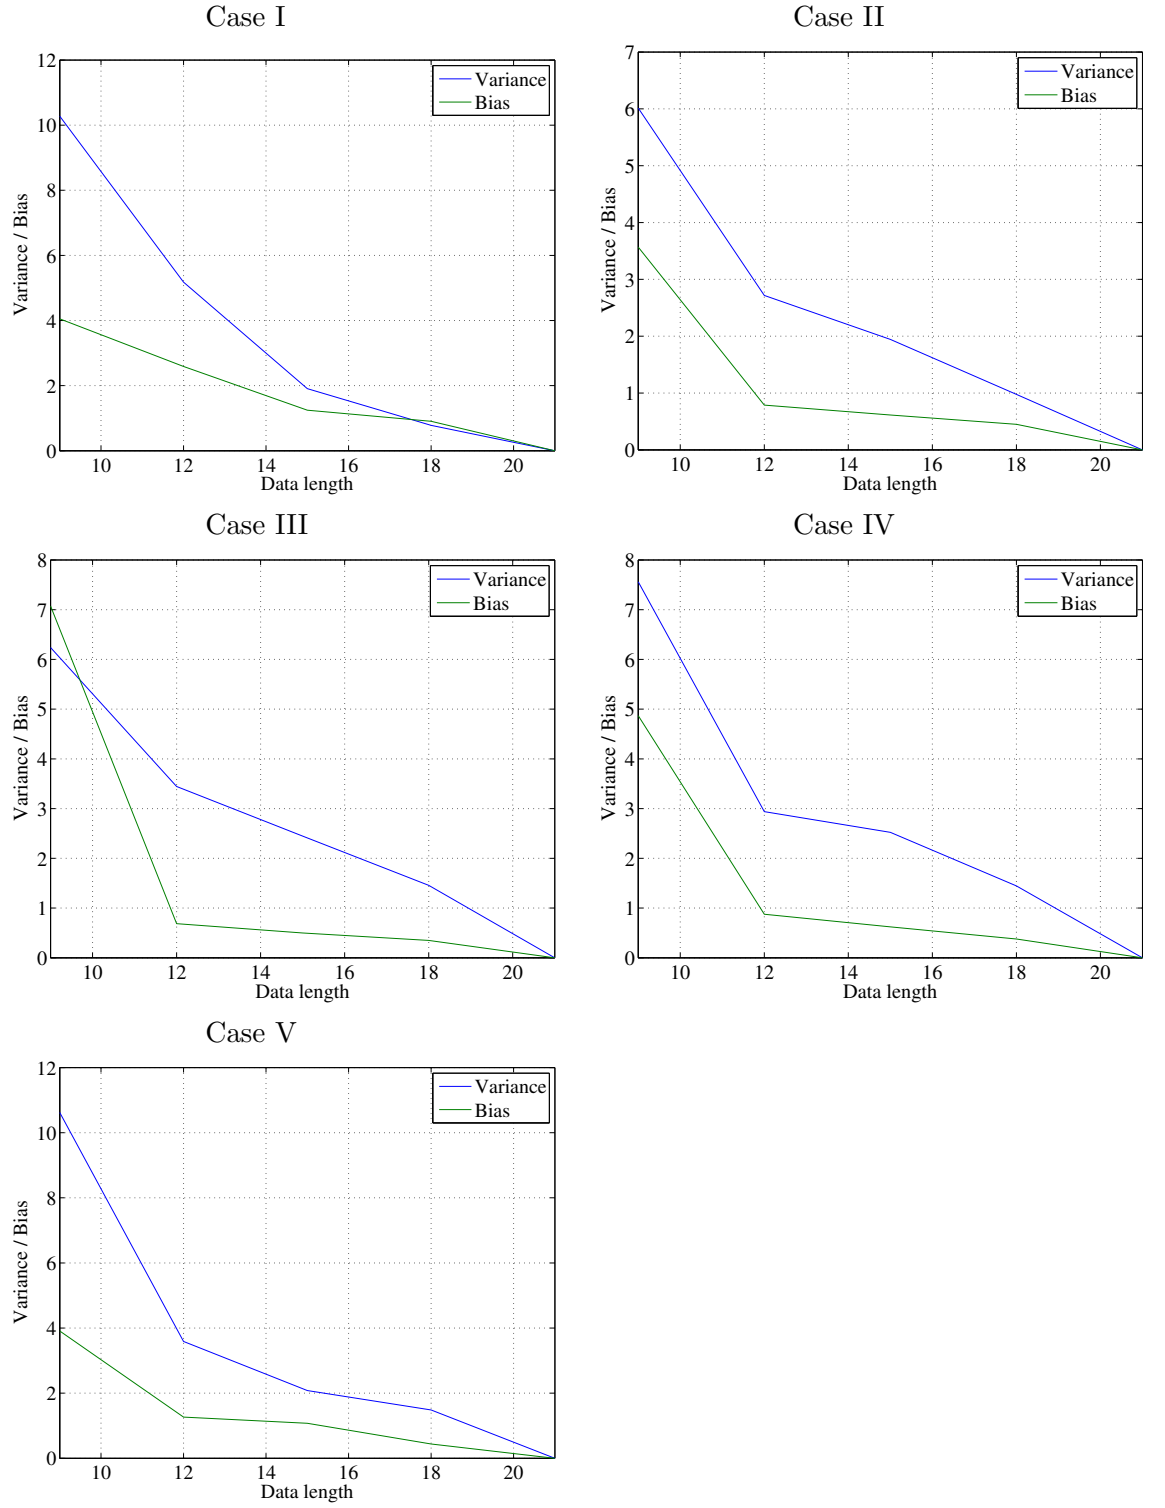 Case I
12
10
8
6
4
2
0
Variance / Bias
Variance
Bias
10 12 14 16 18 20
Data length
Case II
7
6
5
4
3
2
1
0
Variance / Bias
Variance
Bias
10 12 14 16 18 20
Data length
Case III
8
7
6
5
4
3
2
1
0
Variance / Bias
Variance
Bias
10 12 14 16 18 20
Data length
Case IV
8
7
6
5
4
3
2
1
0
Variance / Bias
Variance
Bias
10 12 14 16 18 20
Data length
Case V
12
10
8
6
4
2
0
Variance / Bias
Variance
Bias
10 12 14 16 18 20
Data length